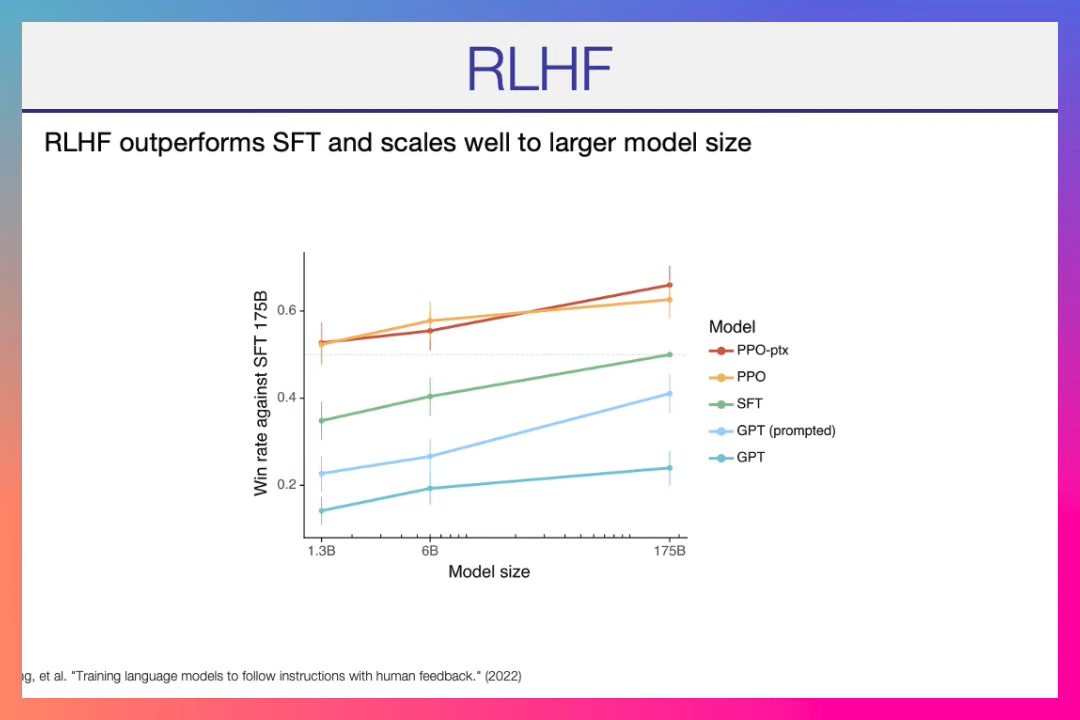 RLHF
RLHF outperforms SFT and scales well to larger model size
Win rate against SFT 175B
0.6
0.4
0.2
1.3B
6B
175B
Model size
Model
PPO-ptx
PPO
SFT
GPT (prompted)
GPT
et al. "Training language models to follow instructions with human feedback." (2022)